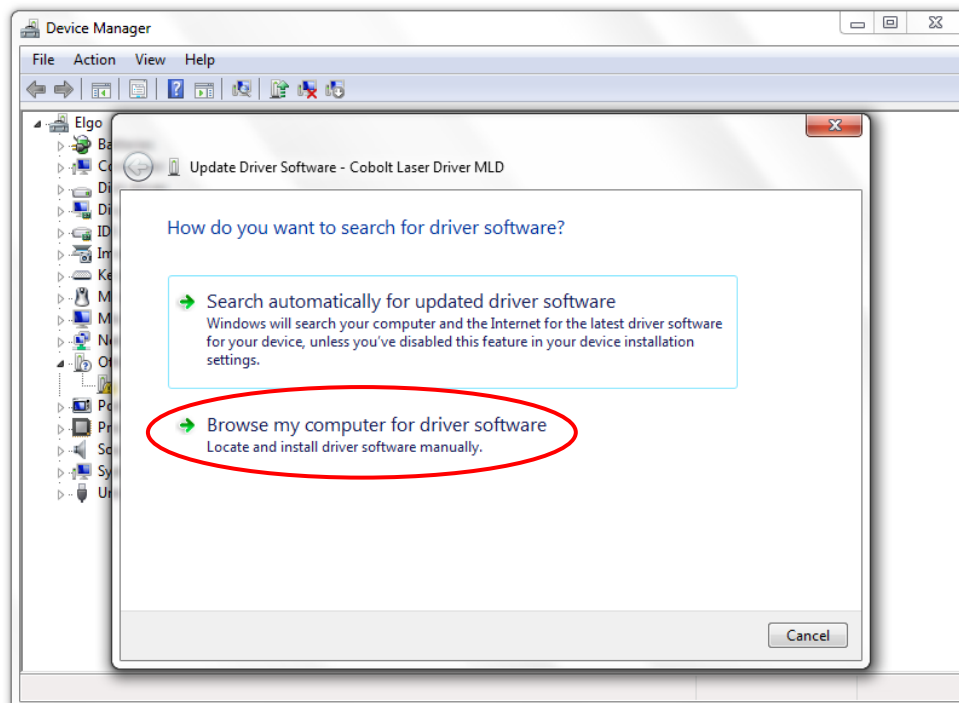 Device Manager
File Action View Help
Elgo
Update Driver Software - Cobolt Laser Driver MLD
How do you want to search for driver software?
Search automatically for updated driver software
Windows will search your computer and the Internet for the latest driver software
for your device, unless you've disabled this feature in your device installation
settings.
Browse my computer for driver software
Locate and install driver software manually.
Cancel